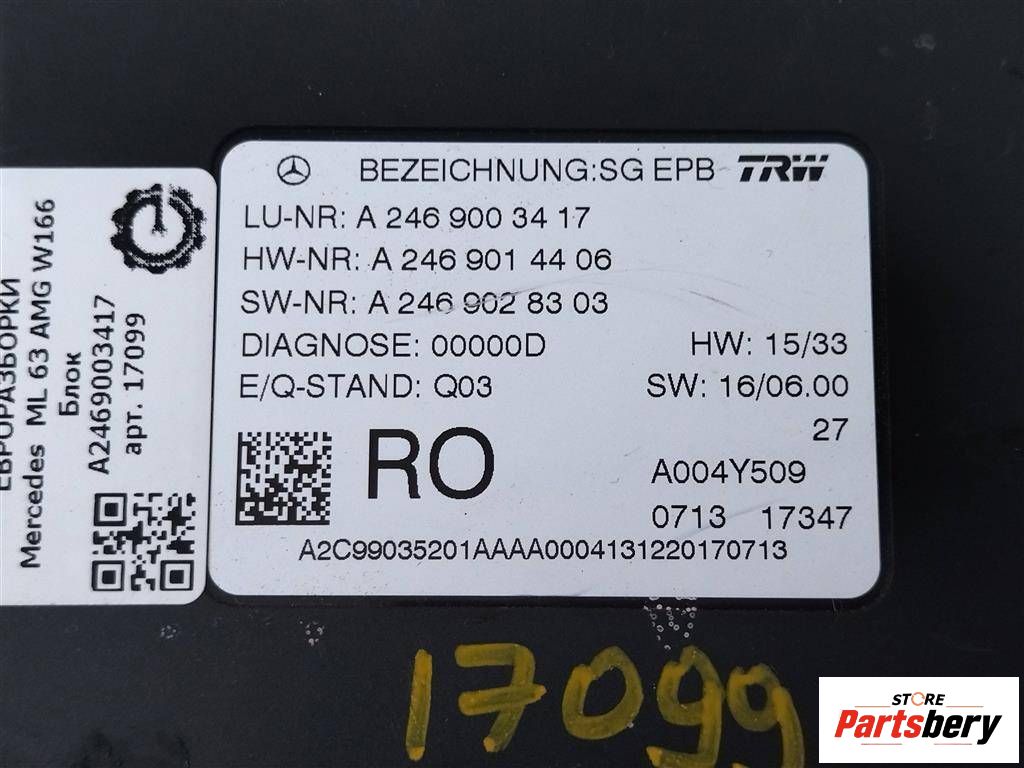 BEZEICHNUNG:SG EPB TRW
LU-NR: A 246 900 34 17
HW-NR: A 246 901 44 06
SW-NR: A 246 902 83 03
DIAGNOSE: 00000D HW: 15/33
E/Q-STAND: Q03 SW: 16/06.00
27
RO
A004Y509
0713 17347
A2C99035201AAAA0004131220170713
ЕВРОРАЗБОРКИ
Mercedes ML 63 AMG W166
Блок
A2469003417
арт. 17099
17099
STORE
Partsbery